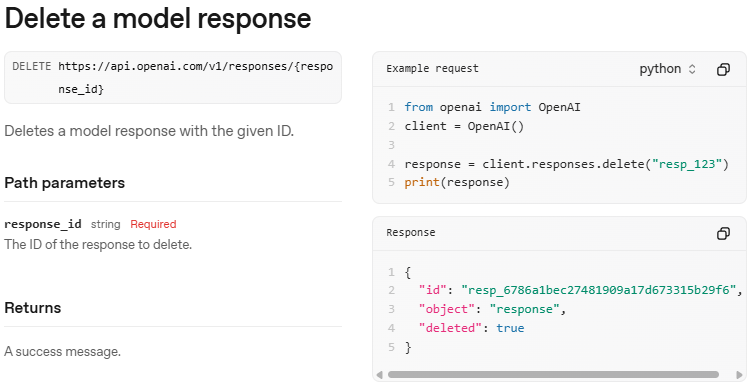 Delete a model response
DELETE https://api.openai.com/v1/responses/{respo
nse_id}
Deletes a model response with the given ID.
Path parameters
response_id string Required
The ID of the response to delete.
Returns
A success message.
Example request python
1 from openai import OpenAI
2 client = OpenAI()
3
4 response = client.responses.delete("resp_123")
5 print(response)
Response
1 {
2 "id": "resp_6786a1bec27481909a17d673315b29f6",
3 "object": "response",
4 "deleted": true
5 }